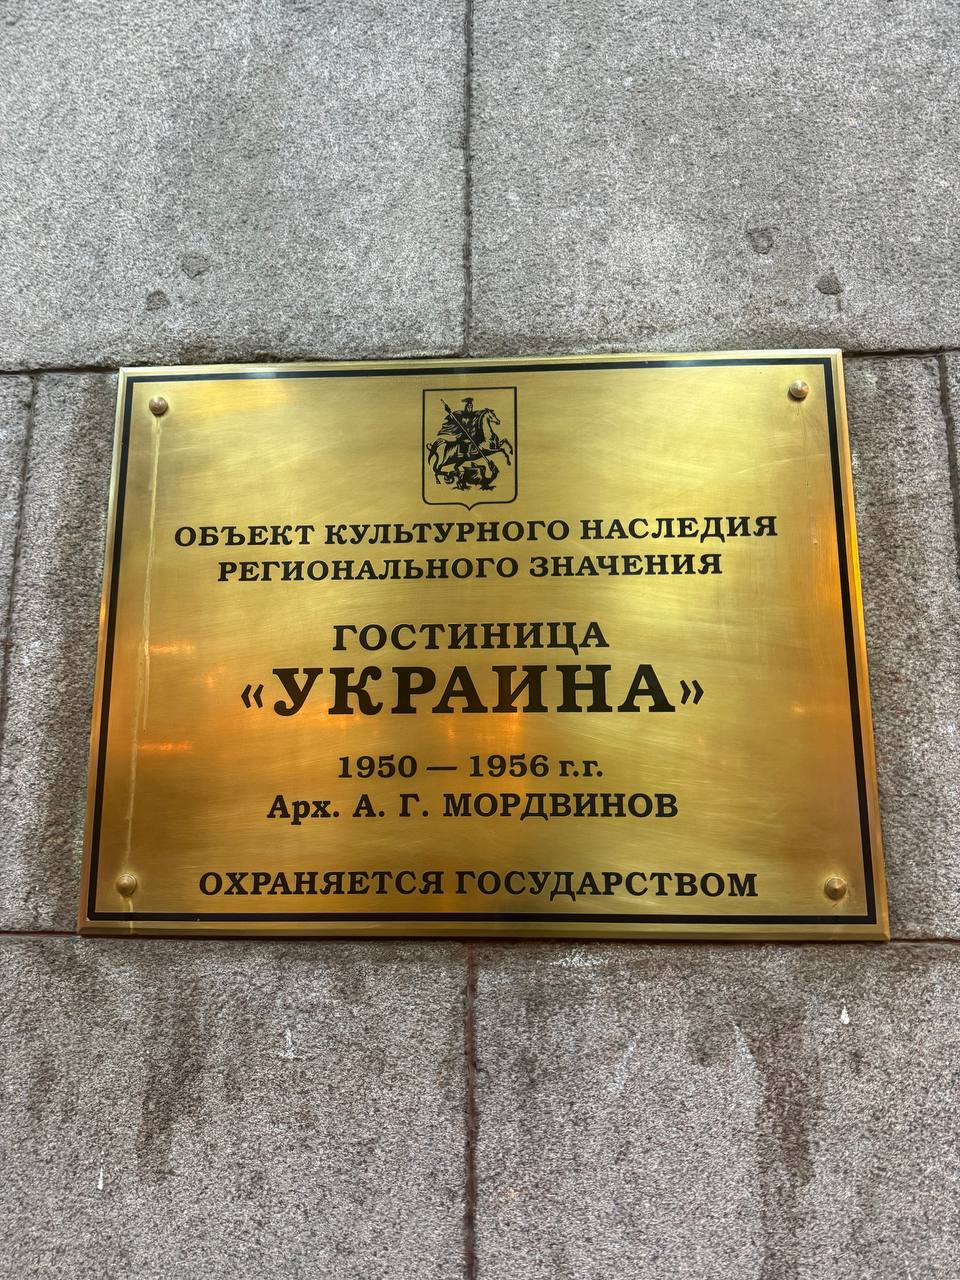 ОБЪЕКТ КУЛЬТУРНОГО НАСЛЕДИЯ
РЕГИОНАЛЬНОГО ЗНАЧЕНИЯ
ГОСТИНИЦА
«УКРАИНА»
1950 — 1956 г.г.
Арх. А. Г. МОРДВИНОВ
ОХРАНЯЕТСЯ ГОСУДАРСТВОМ